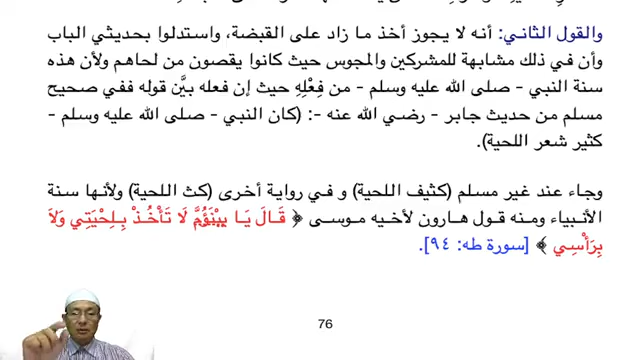 والقول الثاني: أنه لا يجوز أخذ ما زاد على القبضة، واستدلوا بحديثي الباب
وأن في ذلك مشابهة للمشركين والمجوس حيث كانوا يقصون من لحاهم ولأن هذه
سنة النبي - صلى الله عليه وسلم - من فِعْلِهِ حيث إن فعله بيَّن قوله ففي صحيح
مسلم من حديث جابر - رضي الله عنه -: (كان النبي - صلى الله عليه وسلم -
كثير شعر اللحية).
وجاء عند غير مسلم (كثيف اللحية) و في رواية أخرى (كث اللحية) ولأنها سنة
الأنبياء ومنه قول هارون لأخيه موسى ﴿ قَالَ يَا بْنَؤُمَّ لَا تَأْخُذْ بِلِحْيَتِي وَلَا
بِرَأْسِي ﴾ [سورة طه: ٩٤].
76